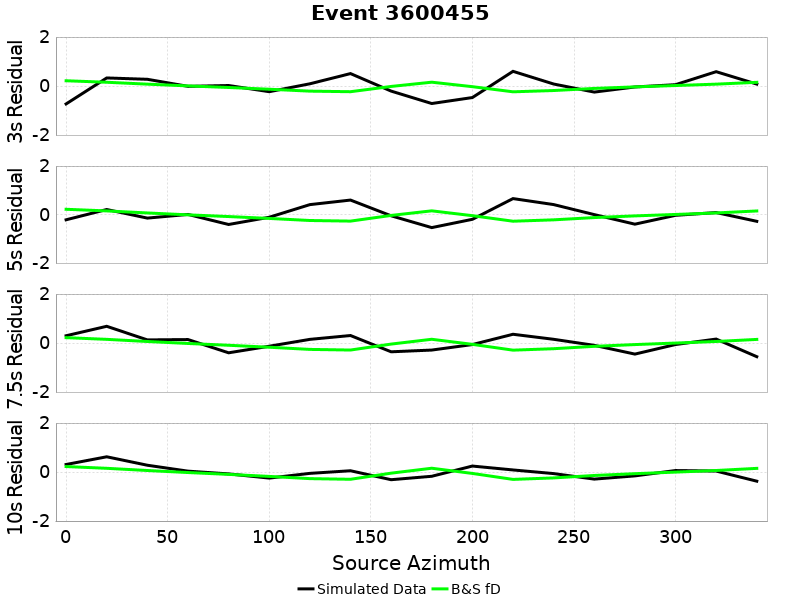 Event 3600455
3s Residual
2
0
-2
5s Residual
2
0
-2
7.5s Residual
2
0
-2
10s Residual
2
0
-2
0 50 100 150 200 250 300
Source Azimuth
Simulated Data B&S fD